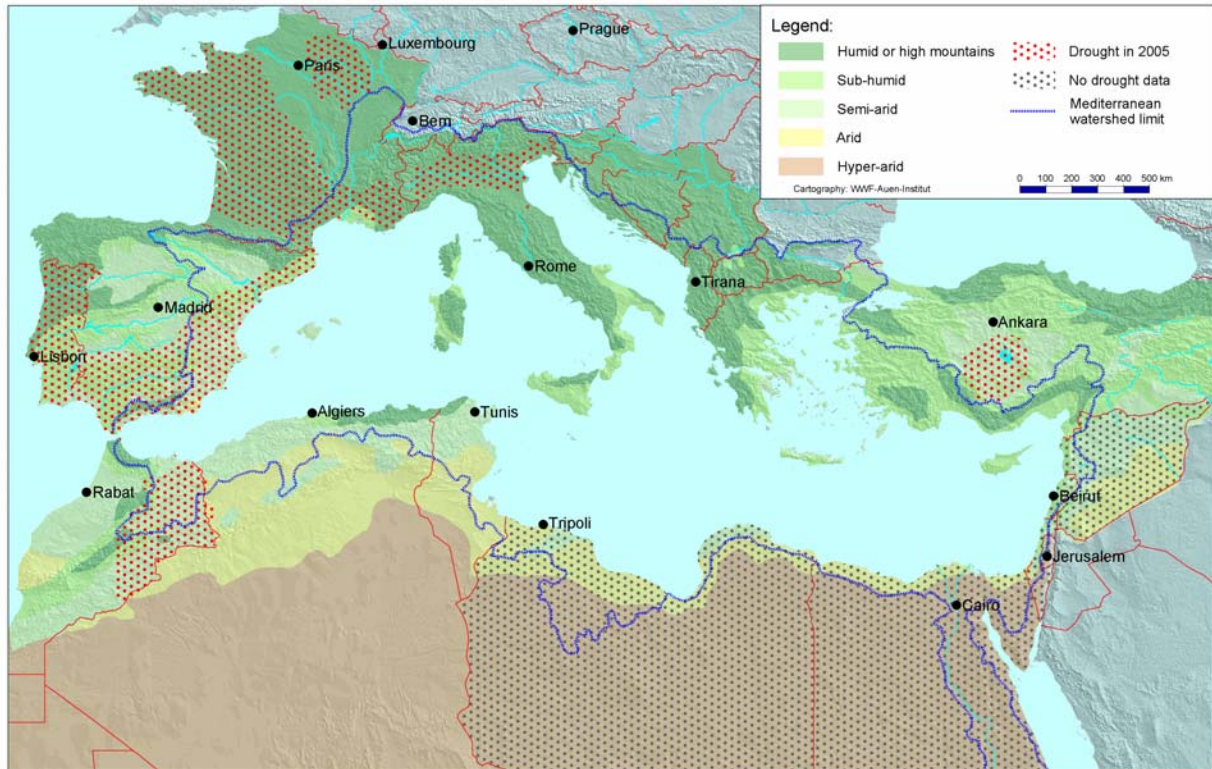 Legend:
Humid or high mountains
Sub-humid
Semi-arid
Arid
Hyper-arid
Drought in 2005
No drought data
Mediterranean
watershed limit
0 100 200 300 400 500 km
Cartography: WWF-Auen-Institut
Prague
Luxembourg
Paris
Bern
Rome
Tirana
Madrid
Ankara
Lisbon
Algiers
Tunis
Rabat
Beirut
Tripoli
Jerusalem
Cairo